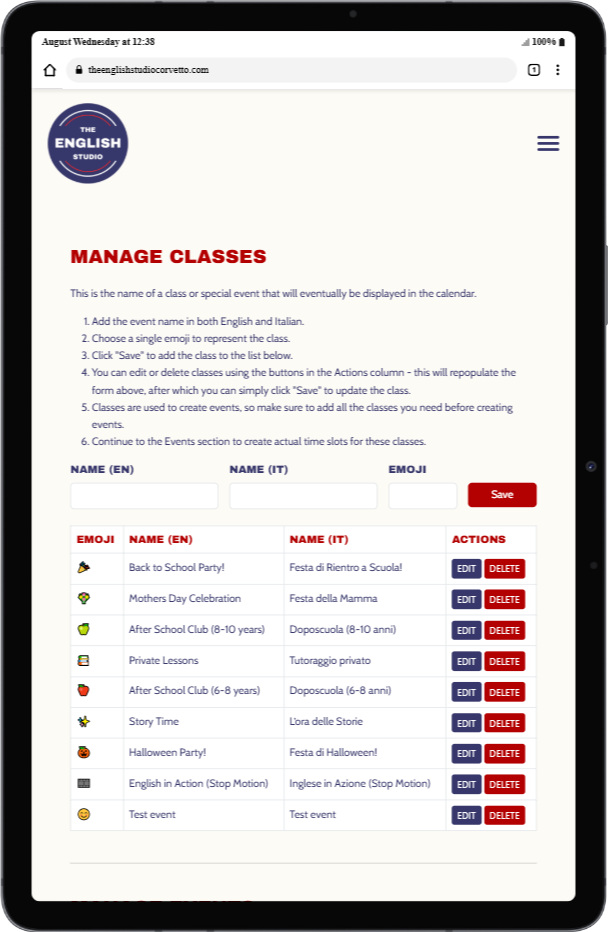 August Wednesday at 12:38
100%
theenglishstudiocorvetto.com
1
THE
ENGLISH
STUDIO
MANAGE CLASSES
This is the name of a class or special event that will eventually be displayed in the calendar.
1. Add the event name in both English and Italian.
2. Choose a single emoji to represent the class.
3. Click "Save" to add the class to the list below.
4. You can edit or delete classes using the buttons in the Actions column - this will repopulate the
form above, after which you can simply click "Save" to update the class.
5. Classes are used to create events, so make sure to add all the classes you need before creating
events.
6. Continue to the Events section to create actual time slots for these classes.
NAME (EN) NAME (IT) EMOJI
Save
EMOJI NAME (EN) NAME (IT) ACTIONS
Back to School Party! Festa di Rientro a Scuola! EDIT DELETE
Mothers Day Celebration Festa della Mamma EDIT DELETE
After School Club (8-10 years) Doposcuola (8-10 anni) EDIT DELETE
Private Lessons Tutoraggio privato EDIT DELETE
After School Club (6-8 years) Doposcuola (6-8 anni) EDIT DELETE
Story Time L'ora delle Storie EDIT DELETE
Halloween Party! Festa di Halloween! EDIT DELETE
English in Action (Stop Motion) Inglese in Azione (Stop Motion) EDIT DELETE
Test event Test event EDIT DELETE